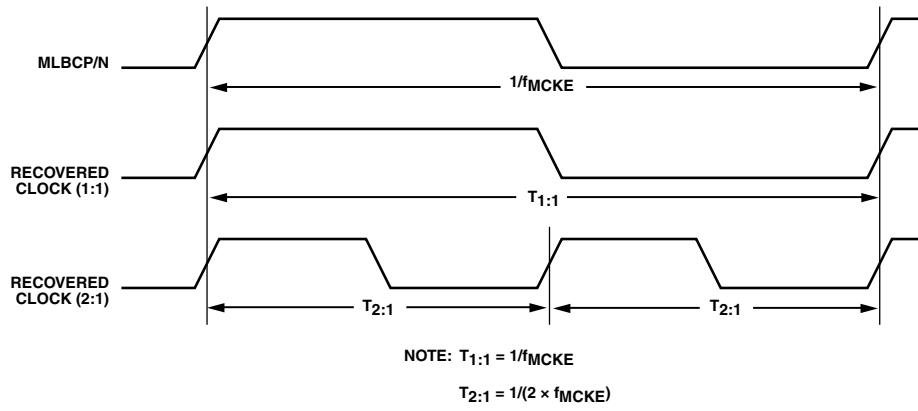 MLBCP/N
1/fMCKE
RECOVERED
CLOCK (1:1)
T1:1
RECOVERED
CLOCK (2:1)
T2:1
T2:1
NOTE: T1:1 = 1/fMCKE
T2:1 = 1/(2 × fMCKE)